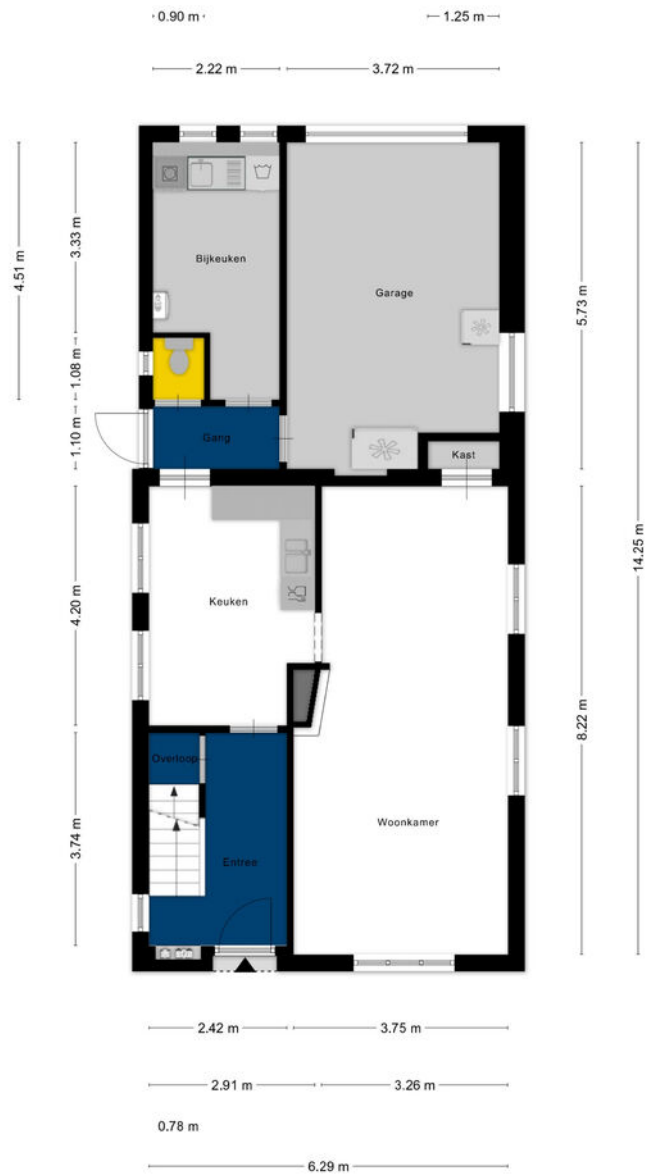 0.90 m
1.25 m
2.22 m
3.72 m
4.51 m
3.33 m
1.08 m
1.10 m
5.73 m
14.25 m
Bijkeuken
Garage
Gang
Kast
4.20 m
Keuken
8.22 m
Overloop
3.74 m
Woonkamer
Entree
2.42 m
3.75 m
2.91 m
3.26 m
0.78 m
6.29 m